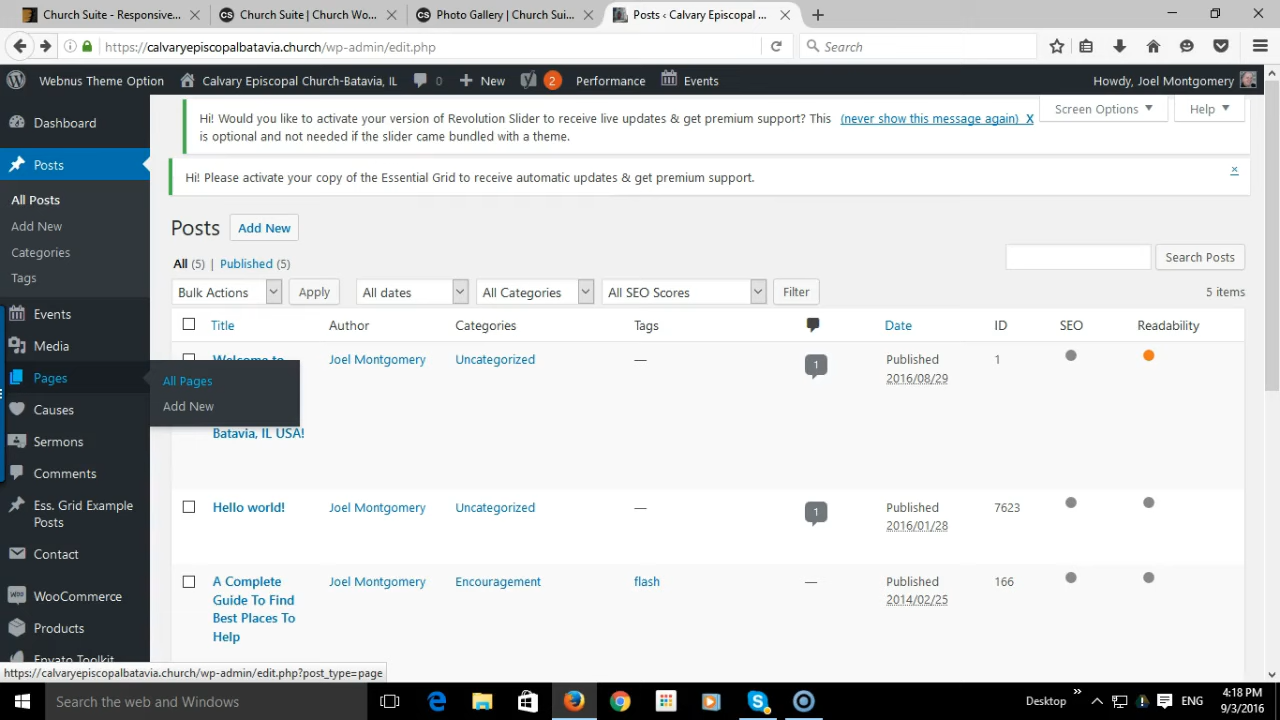 Church Suite - Responsive...
Church Suite | Church Wo...
Photo Gallery | Church Sui...
Posts ‹ Calvary Episcopal ...
https://calvaryepiscopalbatavia.church/wp-admin/edit.php
Search
Webnus Theme Option
Calvary Episcopal Church-Batavia, IL
0
New
2
Performance
Events
Howdy, Joel Montgomery
Dashboard
Posts
All Posts
Add New
Categories
Tags
Events
Media
Pages
All Pages
Add New
Causes
Sermons
Comments
Ess. Grid Example
Posts
Contact
WooCommerce
Products
Envato Toolkit
Hi! Would you like to activate your version of Revolution Slider to receive live updates & get premium support? This (never show this message again) X
is optional and not needed if the slider came bundled with a theme.
Screen Options
Help
Hi! Please activate your copy of the Essential Grid to receive automatic updates & get premium support.
×
Posts Add New
All (5) | Published (5)
Search Posts
Bulk Actions Apply All dates All Categories All SEO Scores Filter 5 items
Title Author Categories Tags Date ID SEO Readability
Welcome to Joel Montgomery Uncategorized — 1 Published 1
2016/08/29
Batavia, IL USA!
Hello world! Joel Montgomery Uncategorized — 1 Published 7623
2016/01/28
A Complete Joel Montgomery Encouragement flash — Published 166
Guide To Find 2014/02/25
Best Places To
Help
https://calvaryepiscopalbatavia.church/wp-admin/edit.php?post_type=page
Search the web and Windows
Desktop
ENG
4:18 PM
9/3/2016